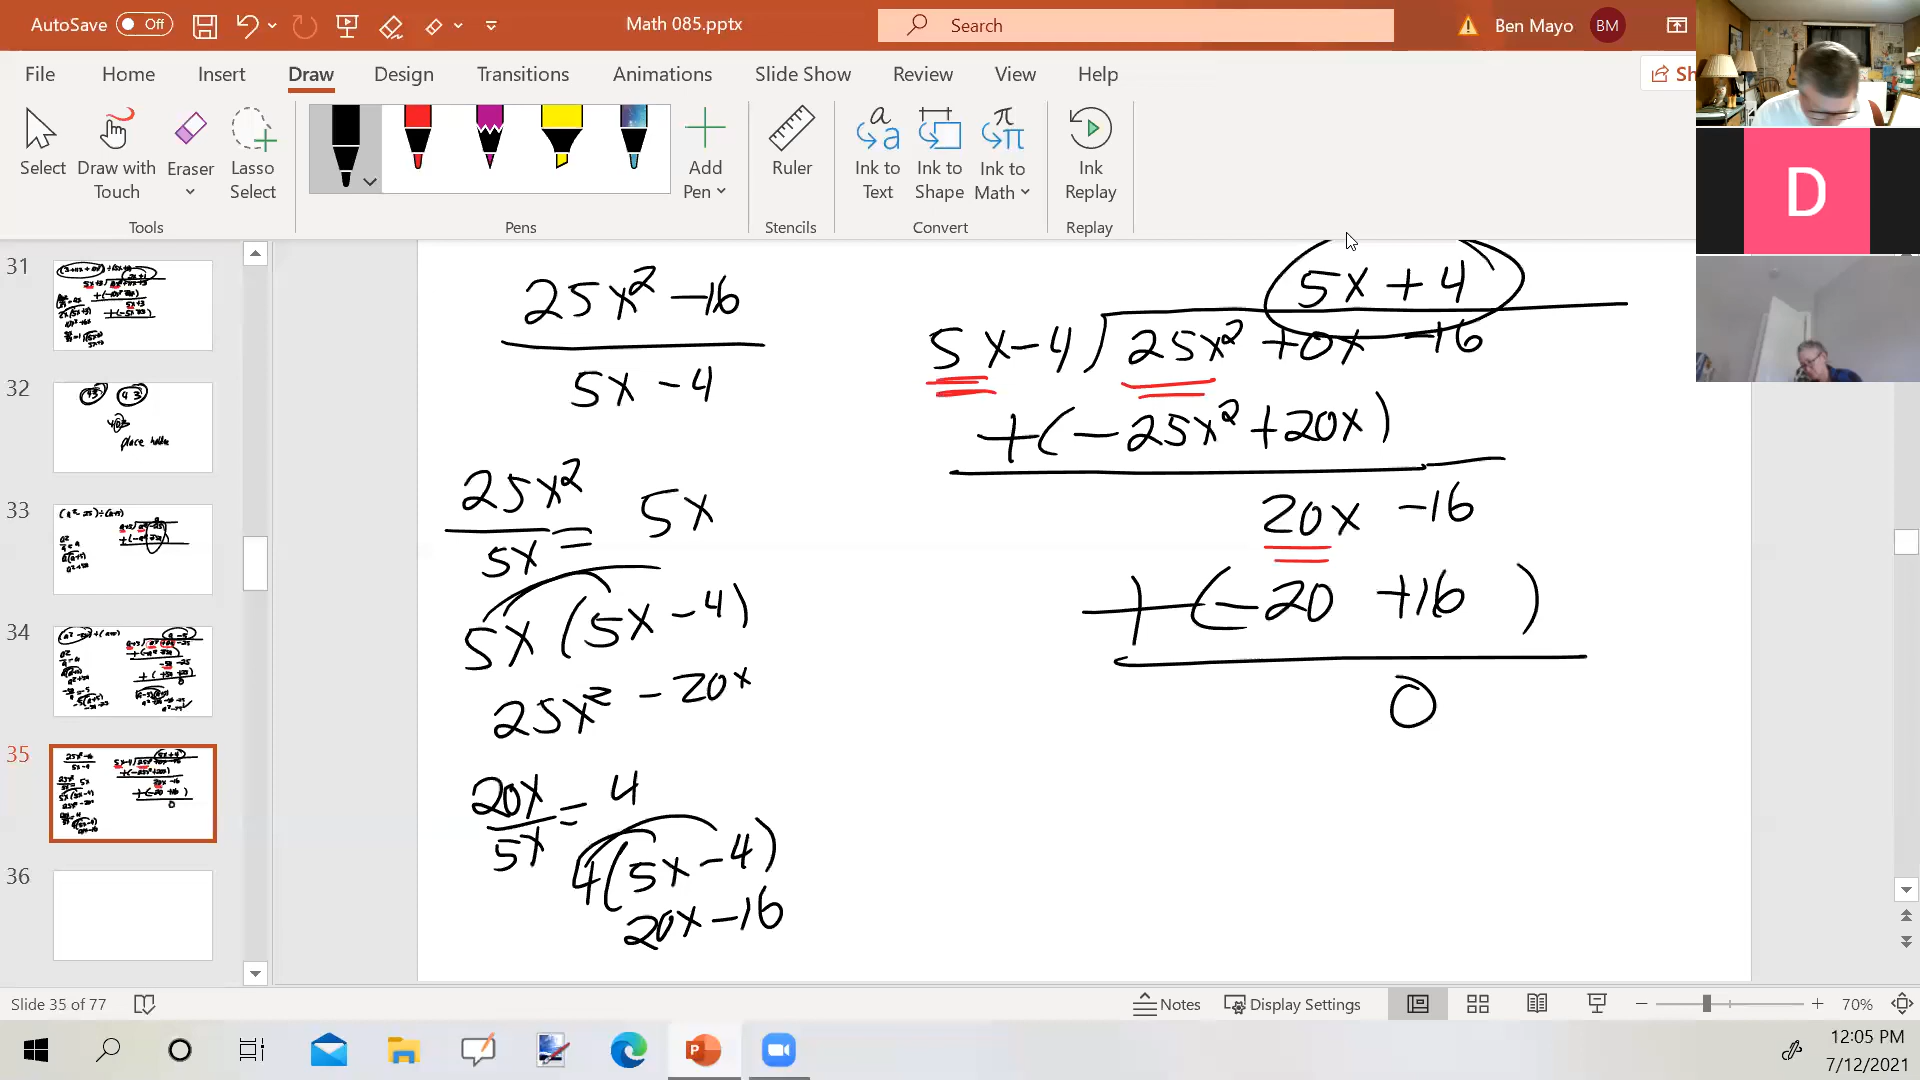 AutoSave Off
Math 085.pptx
Search
Ben Mayo BM
File Home Insert Draw Design Transitions Animations Slide Show Review View Help
Sh
Select
Draw with Touch
Eraser
Lasso Select
Add Pen
Ruler
Ink to Text
Ink to Shape
Ink to Math
Ink Replay
Tools
Pens
Stencils
Convert
Replay
D
31
32
place
33
34
35
36
25x² -16
5x -4
25x²
5x
= 5x
5x (5x -4)
25x² - 20x
20x
5x
= 4
4(5x -4)
20x -16
5x + 4
5x-4) 25x² +0x -16
+(-25x² +20x)
20x -16
+(-20 +16 )
0
Slide 35 of 77
Notes
Display Settings
70%
12:05 PM
7/12/2021